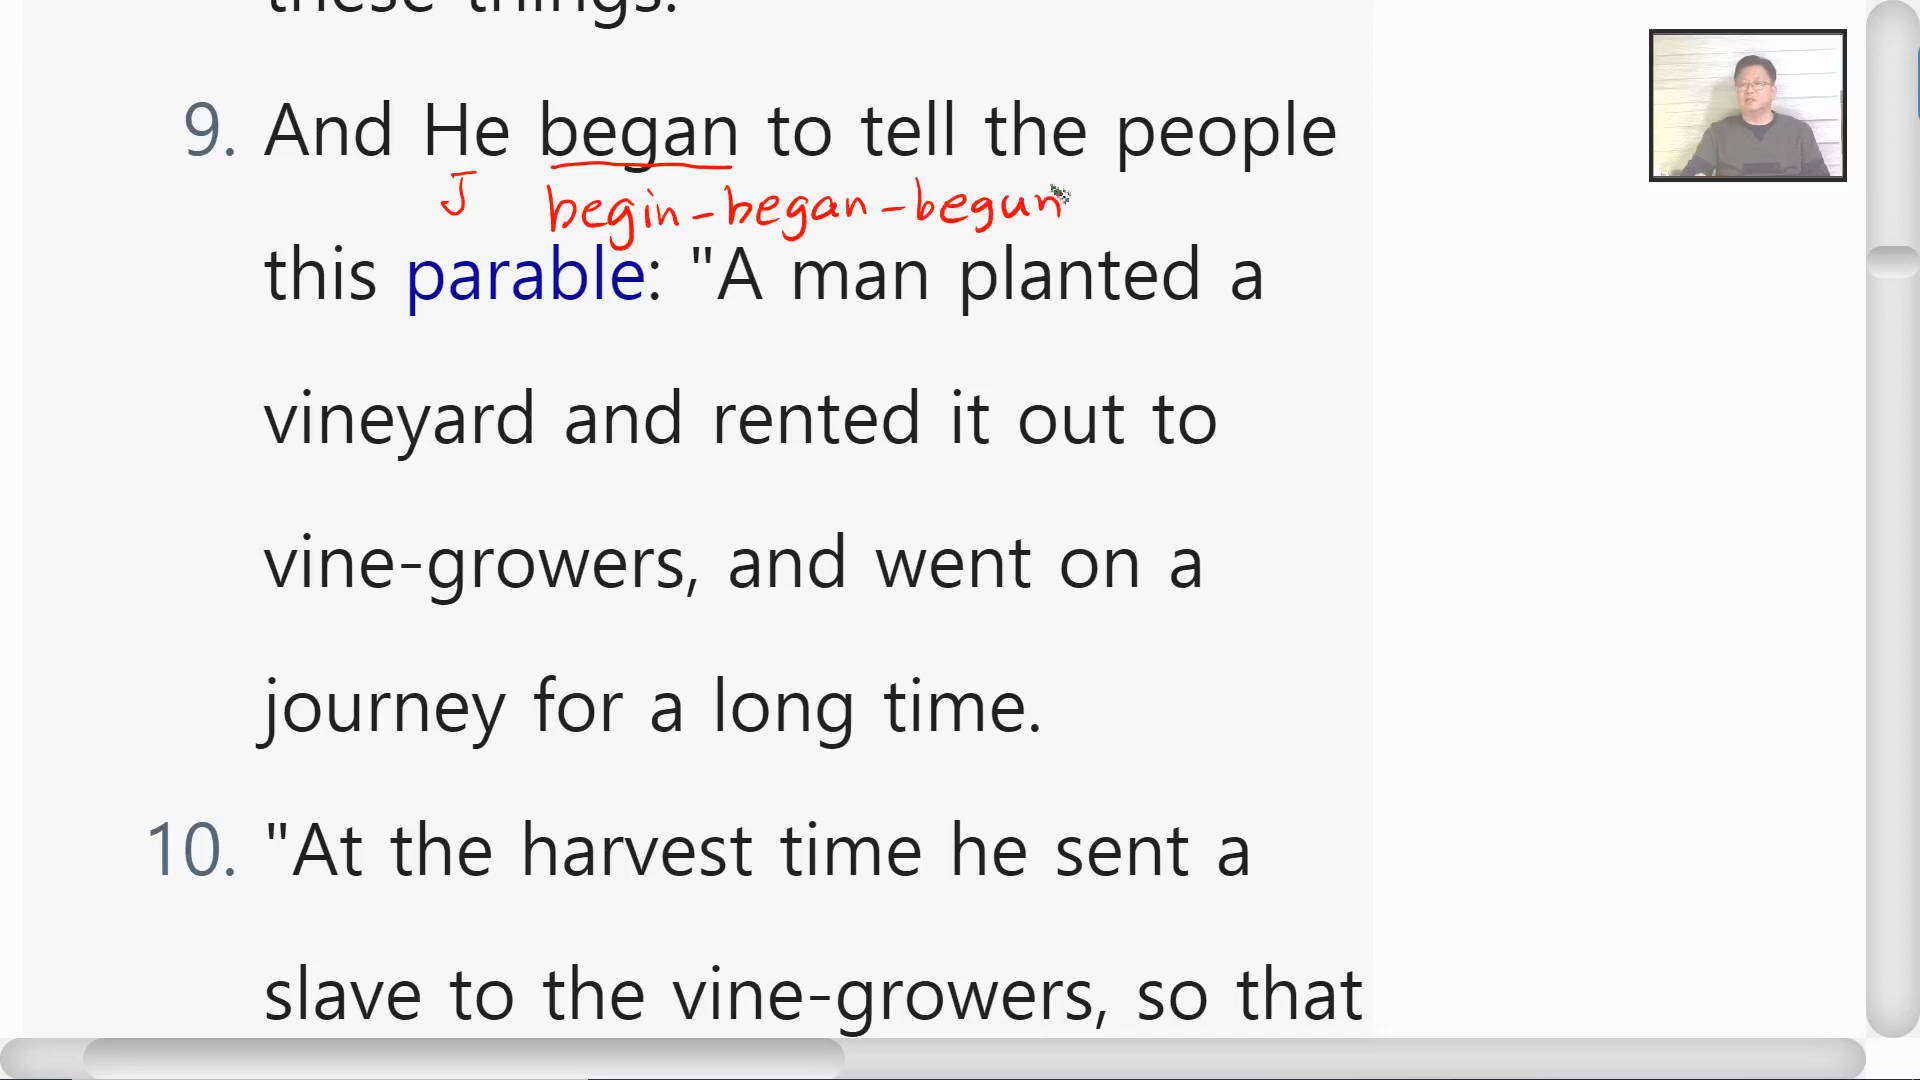 these things.
9. And He began to tell the people
J begin - began - begun
this parable: "A man planted a
vineyard and rented it out to
vine-growers, and went on a
journey for a long time.
10. "At the harvest time he sent a
slave to the vine-growers, so that